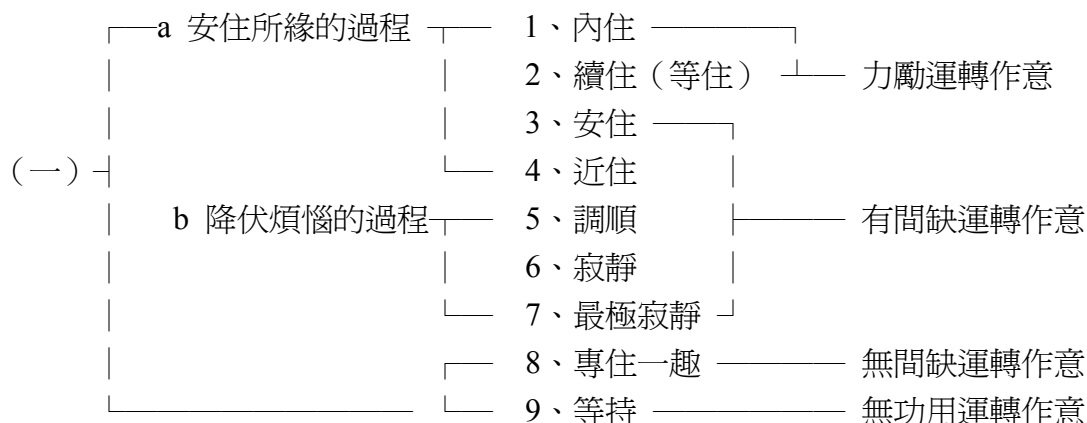 a 安住所緣的過程 1、內住
2、續住（等住） 力勵運轉作意
3、安住
（一） 4、近住
b 降伏煩惱的過程 5、調順 有間缺運轉作意
6、寂靜
7、最極寂靜
8、專住一趣 無間缺運轉作意
9、等持 無功用運轉作意